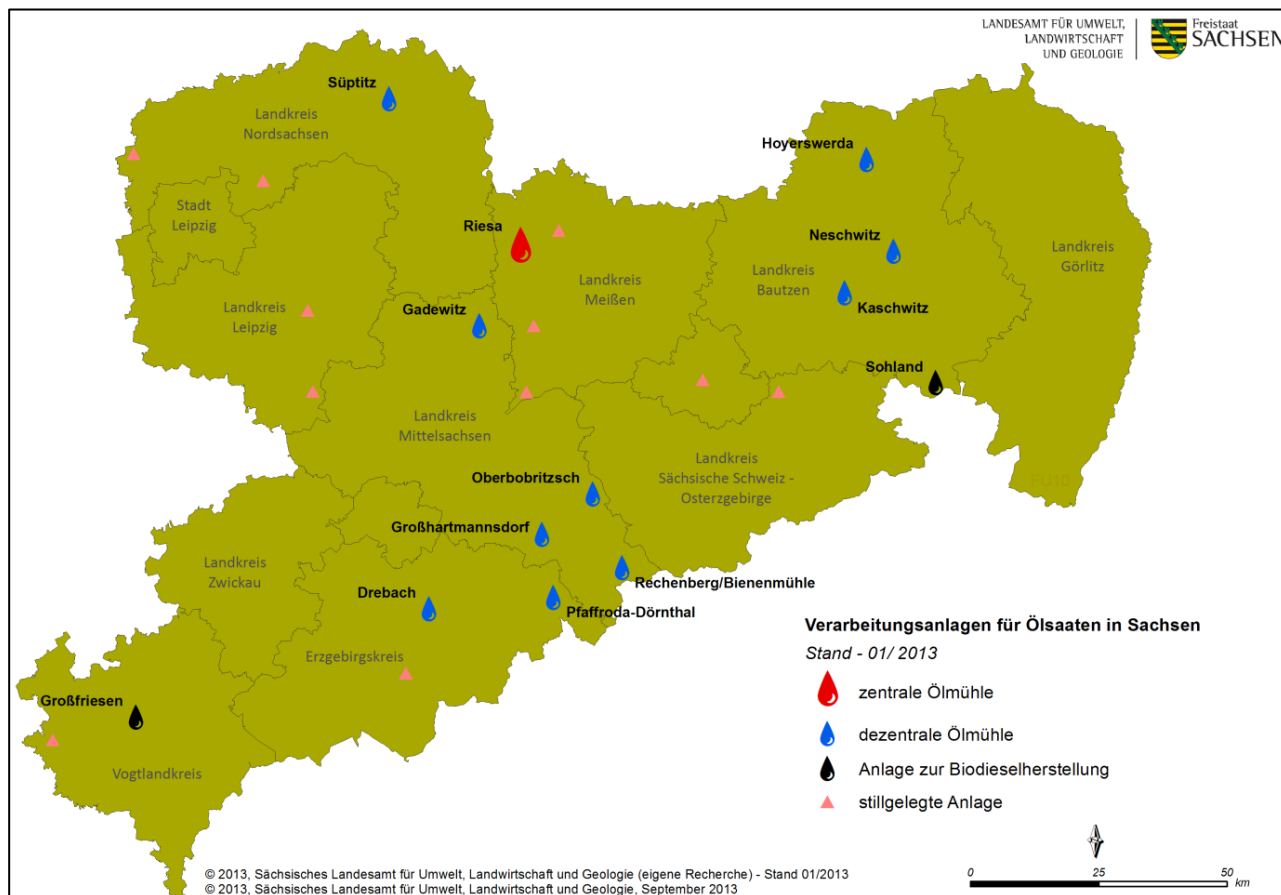 LANDESAMT FÜR UMWELT,
LANDWIRTSCHAFT
UND GEOLOGIE
Freistaat
SACHSEN
Süptitz
Landkreis
Nordsachsen
Hoyerswerda
Stadt
Leipzig
Riesa
Neschwitz
Landkreis
Görlitz
Landkreis
Meißen
Landkreis
Bautzen
Landkreis
Leipzig
Gadewitz
Kaschwitz
Sohland
Landkreis
Mittelsachsen
Landkreis
Sächsische Schweiz -
Osterzgebirge
FU10
Oberbobritzsch
Großhartmannsdorf
Landkreis
Zwickau
Rechenberg/Bienenmühle
Drebach
Pfaffroda-Dörnthal
Erzgebirgskreis
Großfriesen
Vogtlandkreis
Verarbeitungsanlagen für Ölsaaten in Sachsen
Stand - 01/ 2013
zentrale Ölmühle
dezentrale Ölmühle
Anlage zur Biodieselherstellung
stillgelegte Anlage
0 25 50
km
© 2013, Sächsisches Landesamt für Umwelt, Landwirtschaft und Geologie (eigene Recherche) - Stand 01/2013
© 2013, Sächsisches Landesamt für Umwelt, Landwirtschaft und Geologie, September 2013